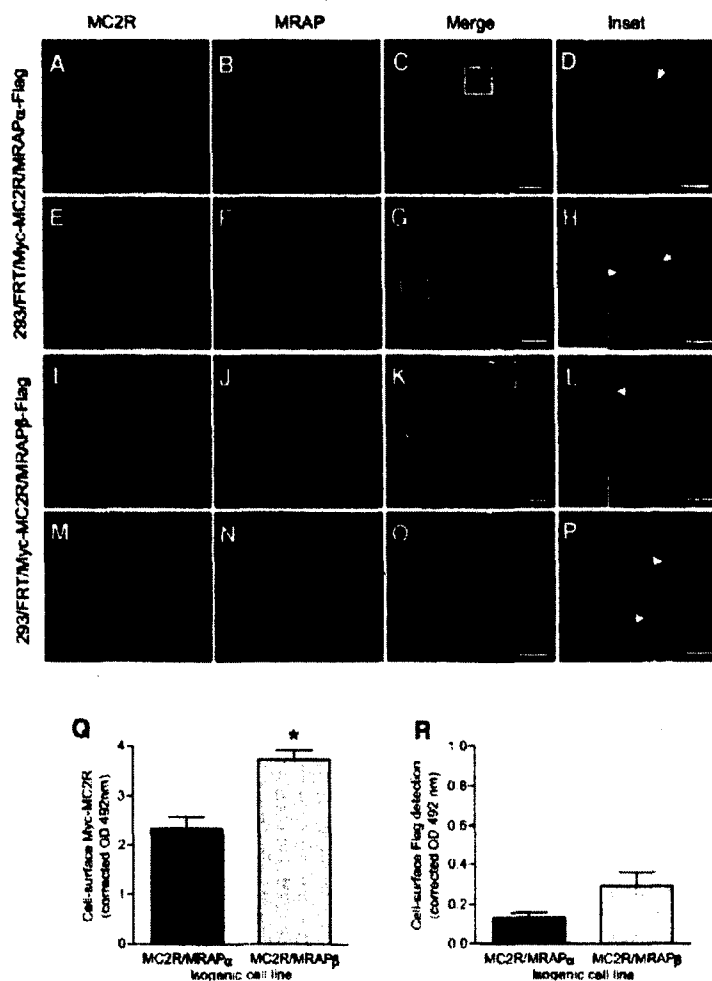 MC2R MRAP Merge Inset
293/FRT/Myc-MC2R/MRAPα-Flag
A B C D
E F G H
293/FRT/Myc-MC2R/MRAPβ-Flag
I J K L
M N O P
Q
Cell-surface Myc-MC2R
(corrected OD 492nm)
4
3
2
1
0
*
MC2R/MRAPα MC2R/MRAPβ
Isogenic cell line
R
Cell-surface Flag detection
(corrected OD 492 nm)
1.0
0.8
0.6
0.4
0.2
0.0
MC2R/MRAPα MC2R/MRAPβ
Isogenic cell line